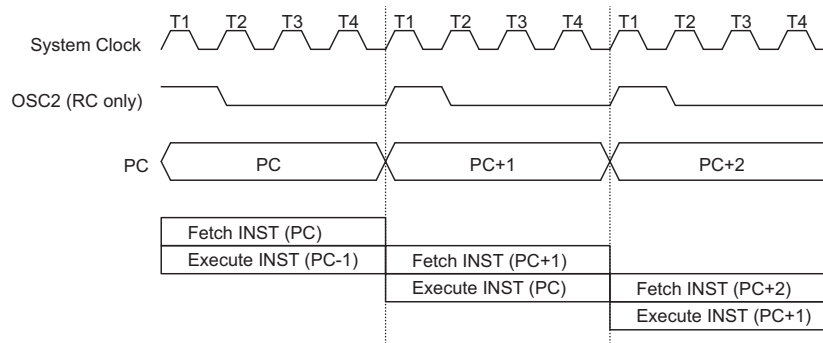 T1 T2 T3 T4 T1 T2 T3 T4 T1 T2 T3 T4
System Clock
OSC2 (RC only)
PC PC PC+1 PC+2
Fetch INST (PC)
Execute INST (PC-1) Fetch INST (PC+1)
Execute INST (PC) Fetch INST (PC+2)
Execute INST (PC+1)